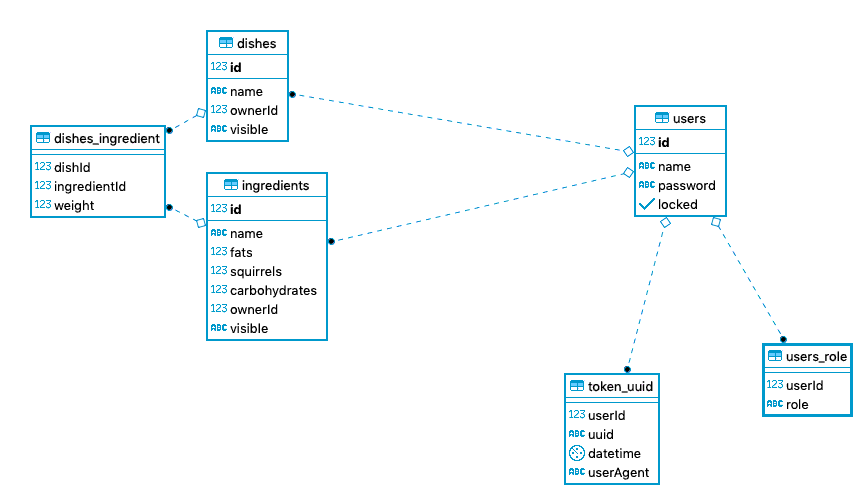 dishes
123 id
ABC name
123 ownerId
ABC visible
dishes_ingredient
123 dishId
123 ingredientId
123 weight
ingredients
123 id
ABC name
123 fats
123 squirrels
123 carbohydrates
123 ownerId
ABC visible
users
123 id
ABC name
ABC password
locked
token_uuid
123 userId
ABC uuid
datetime
ABC userAgent
users_role
123 userId
ABC role